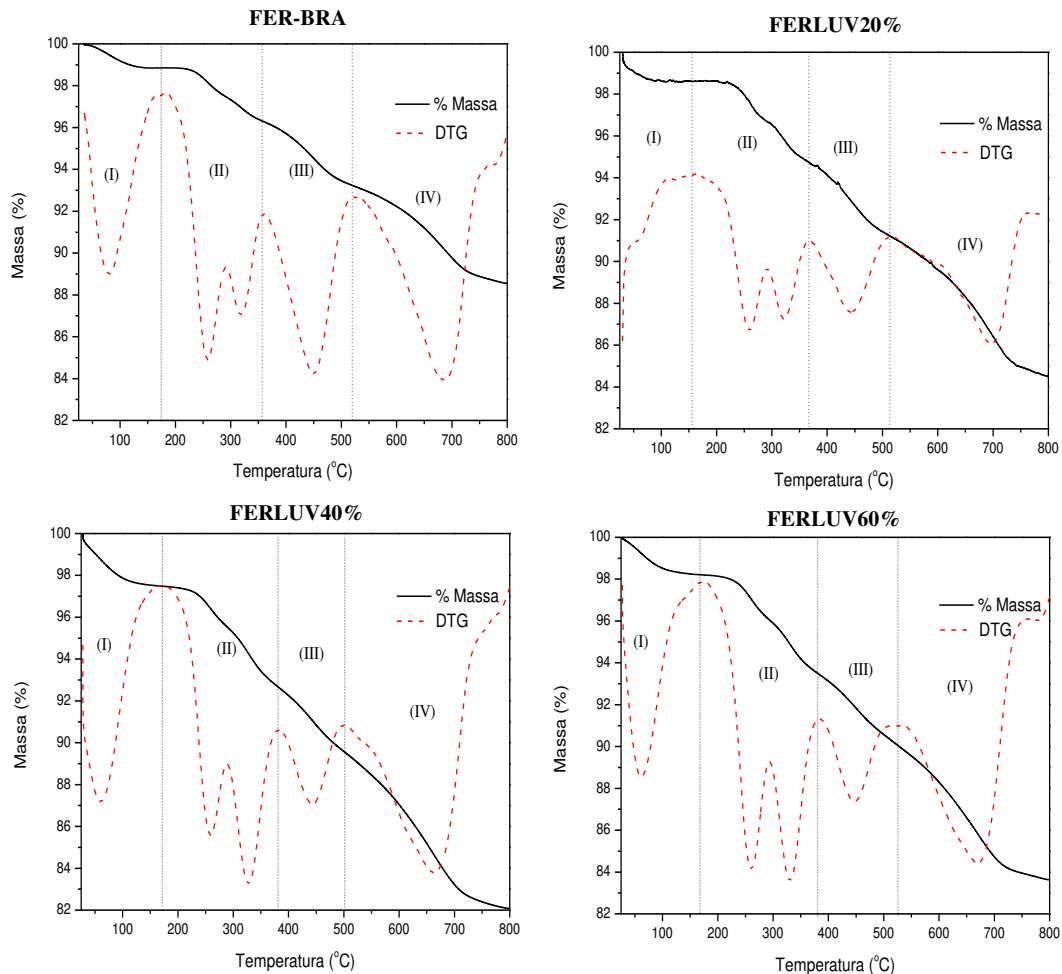 FER-BRA
100
98
96
94
92
90
88
86
84
82
Massa (%)
% Massa
DTG
(I)
(II)
(III)
(IV)
100 200 300 400 500 600 700 800
Temperatura (°C)
FERLUV20%
100
98
96
94
92
90
88
86
84
82
Massa (%)
% Massa
DTG
(I)
(II)
(III)
(IV)
100 200 300 400 500 600 700 800
Temperatura (°C)
FERLUV40%
100
98
96
94
92
90
88
86
84
82
Massa (%)
% Massa
DTG
(I)
(II)
(III)
(IV)
100 200 300 400 500 600 700 800
Temperatura (°C)
FERLUV60%
100
98
96
94
92
90
88
86
84
82
Massa (%)
% Massa
DTG
(I)
(II)
(III)
(IV)
100 200 300 400 500 600 700 800
Temperatura (°C)